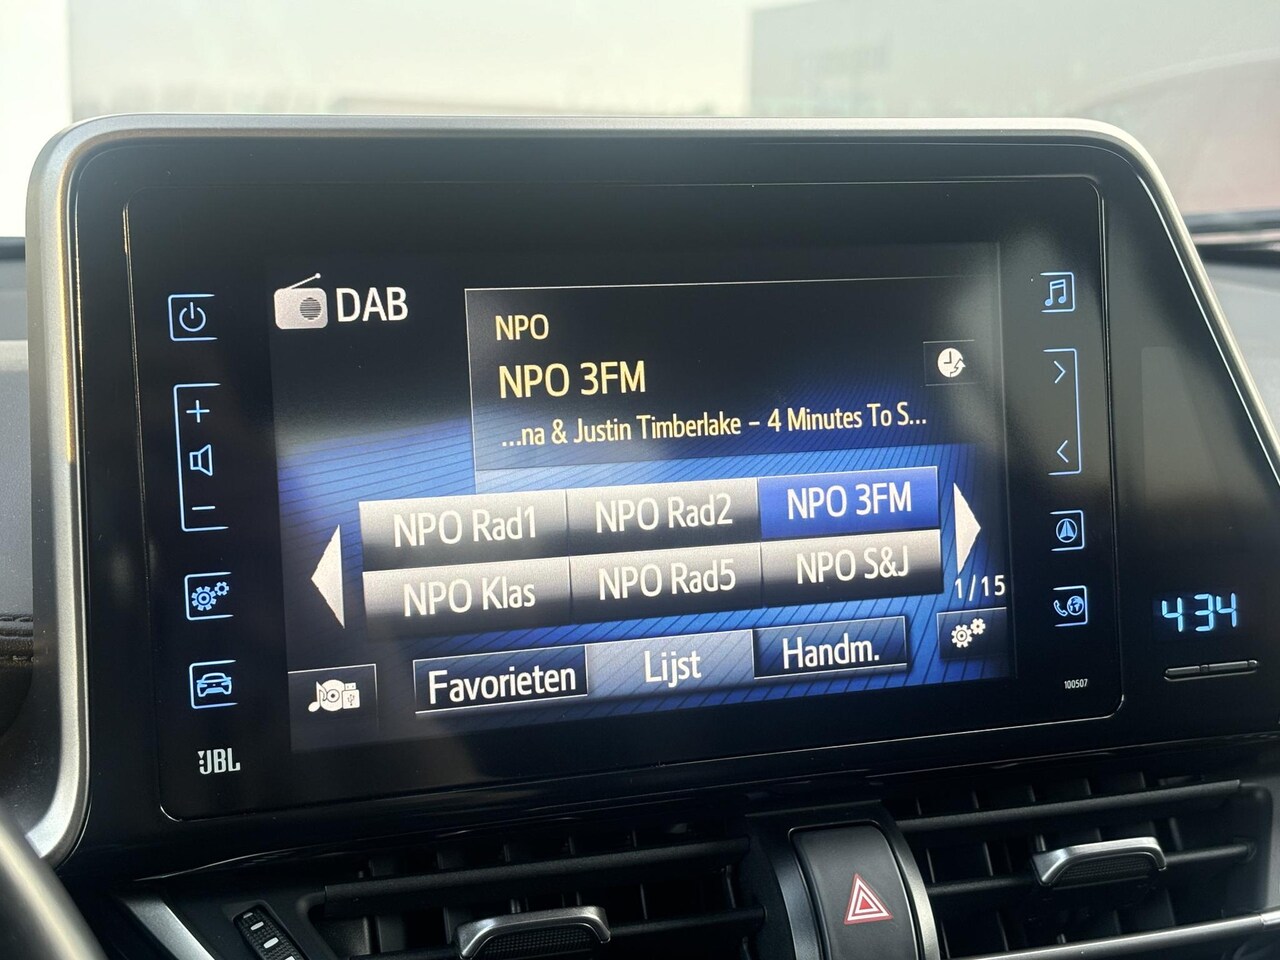 DAB
NPO
NPO 3FM
...na & Justin Timberlake - 4 Minutes To S...
NPO Rad1
NPO Rad2
NPO 3FM
NPO Klas
NPO Rad5
NPO S&J
1/15
Favorieten
Lijst
Handm.
434
100507
JBL